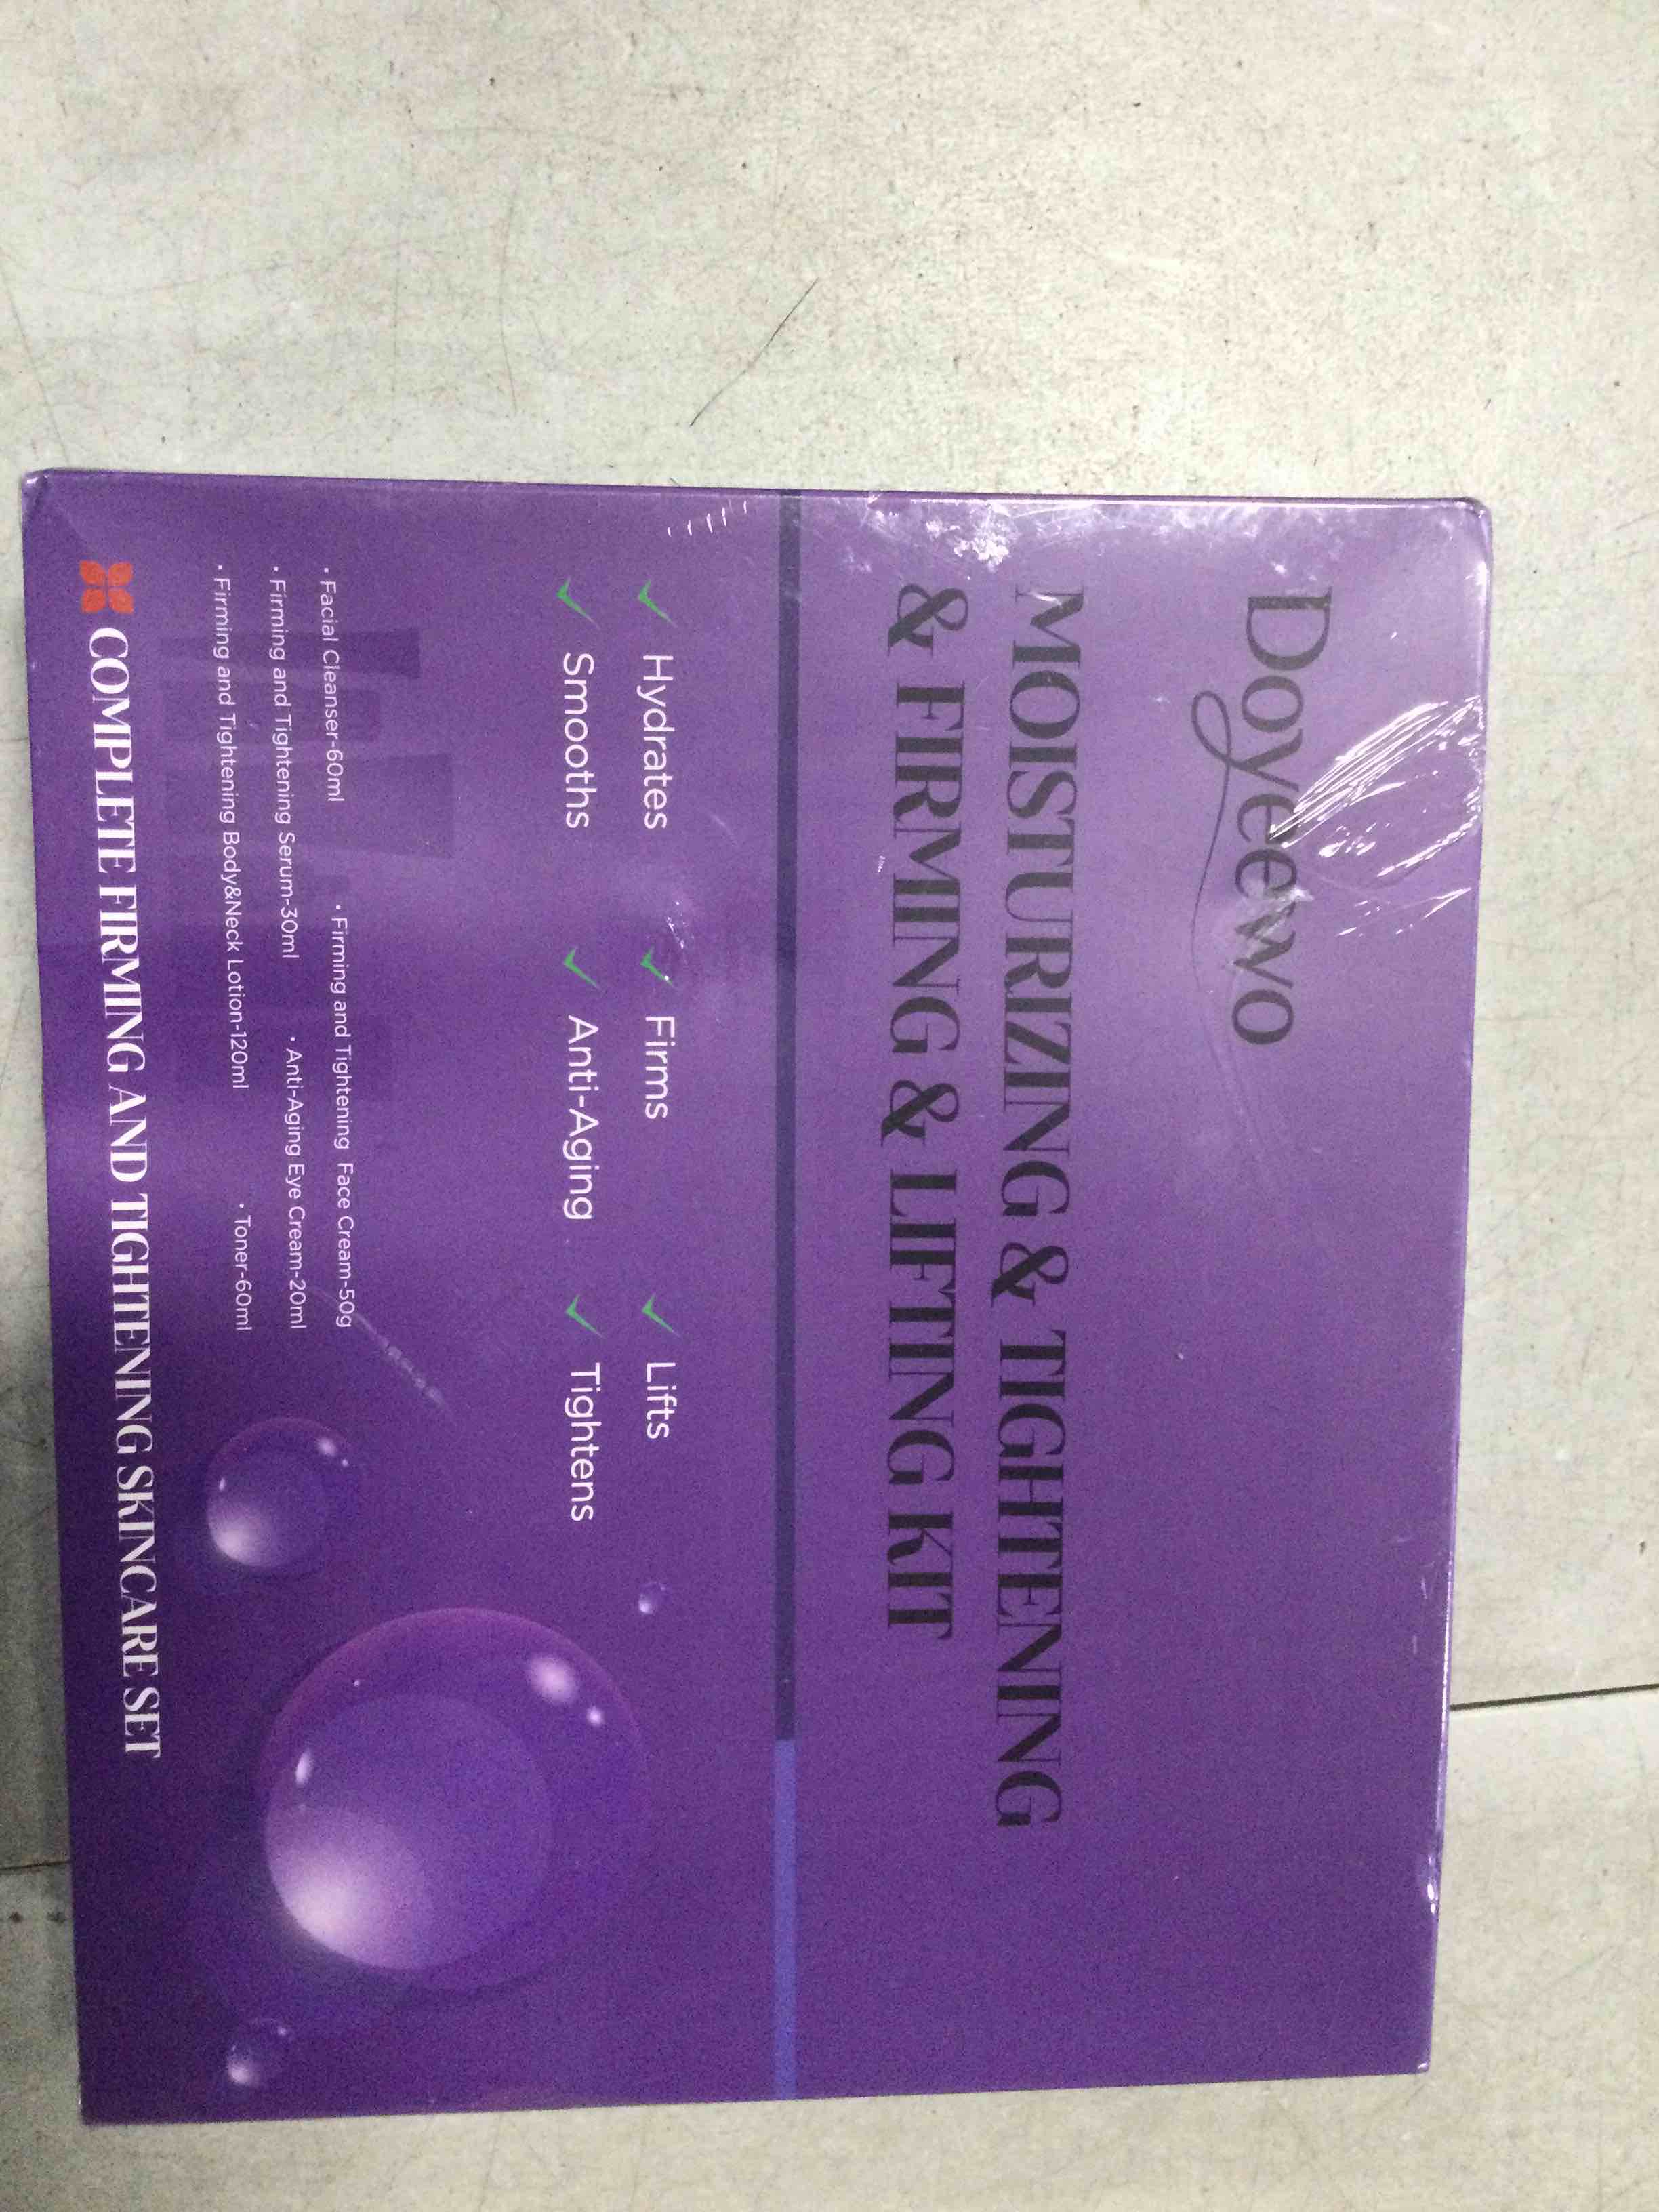 Doyeewo
MOISTURIZING & TIGHTENING
& FIRMING & LIFTING KIT
✓ Hydrates ✓ Firms ✓ Lifts
✓ Smooths ✓ Anti-Aging ✓ Tightens
· Facial Cleanser-60ml · Firming and Tightening Face Cream-50g
· Firming and Tightening Serum-30ml · Anti-Aging Eye Cream-20ml
· Firming and Tightening Body&Neck Lotion-120ml · Toner-60ml
COMPLETE FIRMING AND TIGHTENING SKINCARE SET